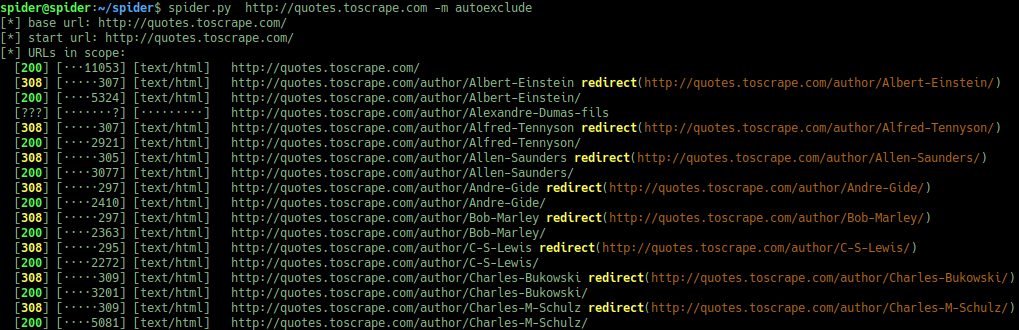 spider@spider:~/spider$ spider.py  http://quotes.toscrape.com -m autoexclude
[*] base url: http://quotes.toscrape.com/
[*] start url: http://quotes.toscrape.com/
[*] URLs in scope:
  [200] [···11053] [text/html]   http://quotes.toscrape.com/
  [308] [·····307] [text/html]   http://quotes.toscrape.com/author/Albert-Einstein redirect(http://quotes.toscrape.com/author/Albert-Einstein/)
  [200] [····5324] [text/html]   http://quotes.toscrape.com/author/Albert-Einstein/
  [???] [·······?] [·········]   http://quotes.toscrape.com/author/Alexandre-Dumas-fils
  [308] [·····307] [text/html]   http://quotes.toscrape.com/author/Alfred-Tennyson redirect(http://quotes.toscrape.com/author/Alfred-Tennyson/)
  [200] [····2921] [text/html]   http://quotes.toscrape.com/author/Alfred-Tennyson/
  [308] [·····305] [text/html]   http://quotes.toscrape.com/author/Allen-Saunders redirect(http://quotes.toscrape.com/author/Allen-Saunders/)
  [200] [····3077] [text/html]   http://quotes.toscrape.com/author/Allen-Saunders/
  [308] [·····297] [text/html]   http://quotes.toscrape.com/author/Andre-Gide redirect(http://quotes.toscrape.com/author/Andre-Gide/)
  [200] [····2410] [text/html]   http://quotes.toscrape.com/author/Andre-Gide/
  [308] [·····297] [text/html]   http://quotes.toscrape.com/author/Bob-Marley redirect(http://quotes.toscrape.com/author/Bob-Marley/)
  [200] [····2363] [text/html]   http://quotes.toscrape.com/author/Bob-Marley/
  [308] [·····295] [text/html]   http://quotes.toscrape.com/author/C-S-Lewis redirect(http://quotes.toscrape.com/author/C-S-Lewis/)
  [200] [····2272] [text/html]   http://quotes.toscrape.com/author/C-S-Lewis/
  [308] [·····309] [text/html]   http://quotes.toscrape.com/author/Charles-Bukowski redirect(http://quotes.toscrape.com/author/Charles-Bukowski/)
  [200] [····3201] [text/html]   http://quotes.toscrape.com/author/Charles-Bukowski/
  [308] [·····309] [text/html]   http://quotes.toscrape.com/author/Charles-M-Schulz redirect(http://quotes.toscrape.com/author/Charles-M-Schulz/)
  [200] [····5081] [text/html]   http://quotes.toscrape.com/author/Charles-M-Schulz/